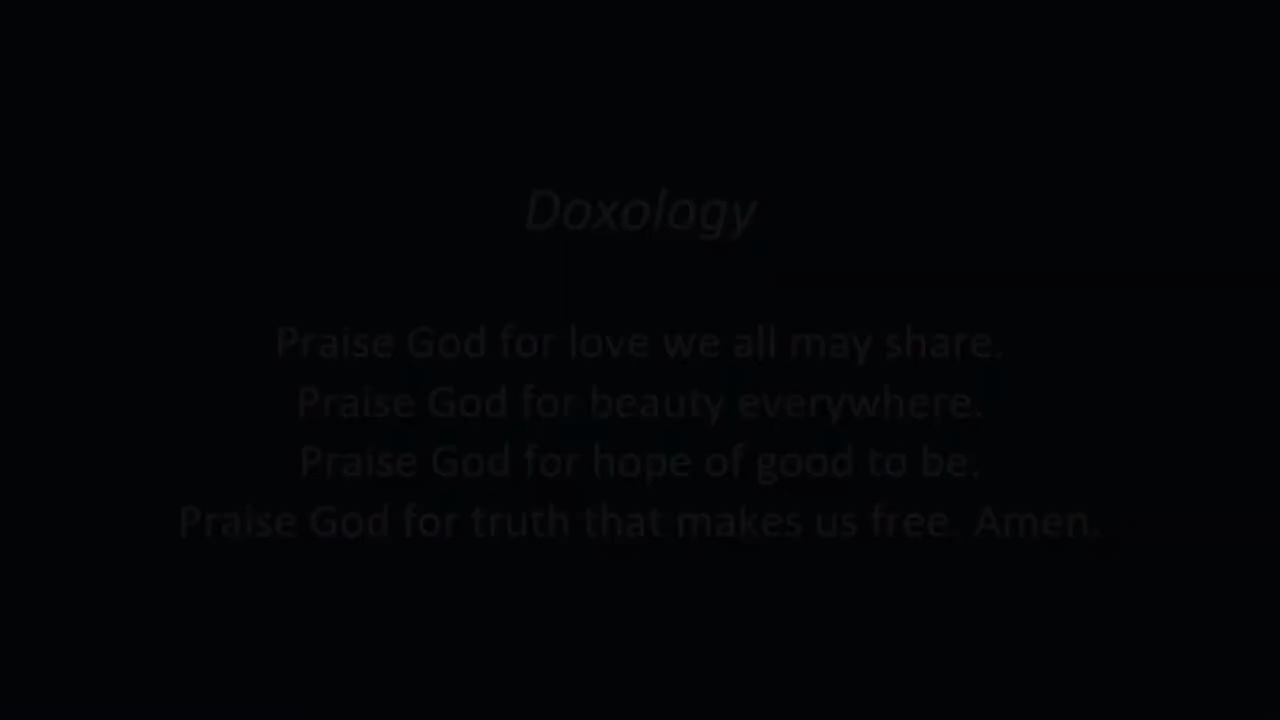 Doxology
Praise God for love we all may share.
Praise God for beauty everywhere.
Praise God for hope of good to be.
Praise God for truth that makes us free. Amen.